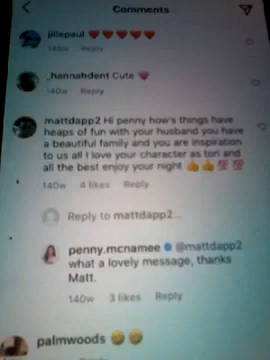 Comments
jillepaul ❤️❤️❤️❤️❤️
140w Reply
_hannahdent Cute 💗
140w Reply
mattdapp2 Hi penny how's things have
heaps of fun with your husband you have
a beautiful family and you are inspiration
to us all I love your character as tori and
all the best enjoy your night 👍👍💯💯
140w 4 likes Reply
Reply to mattdapp2...
penny.mcnamee @mattdapp2
what a lovely message, thanks
Matt.
140w 3 likes Reply
palmwoods 🤣🤣